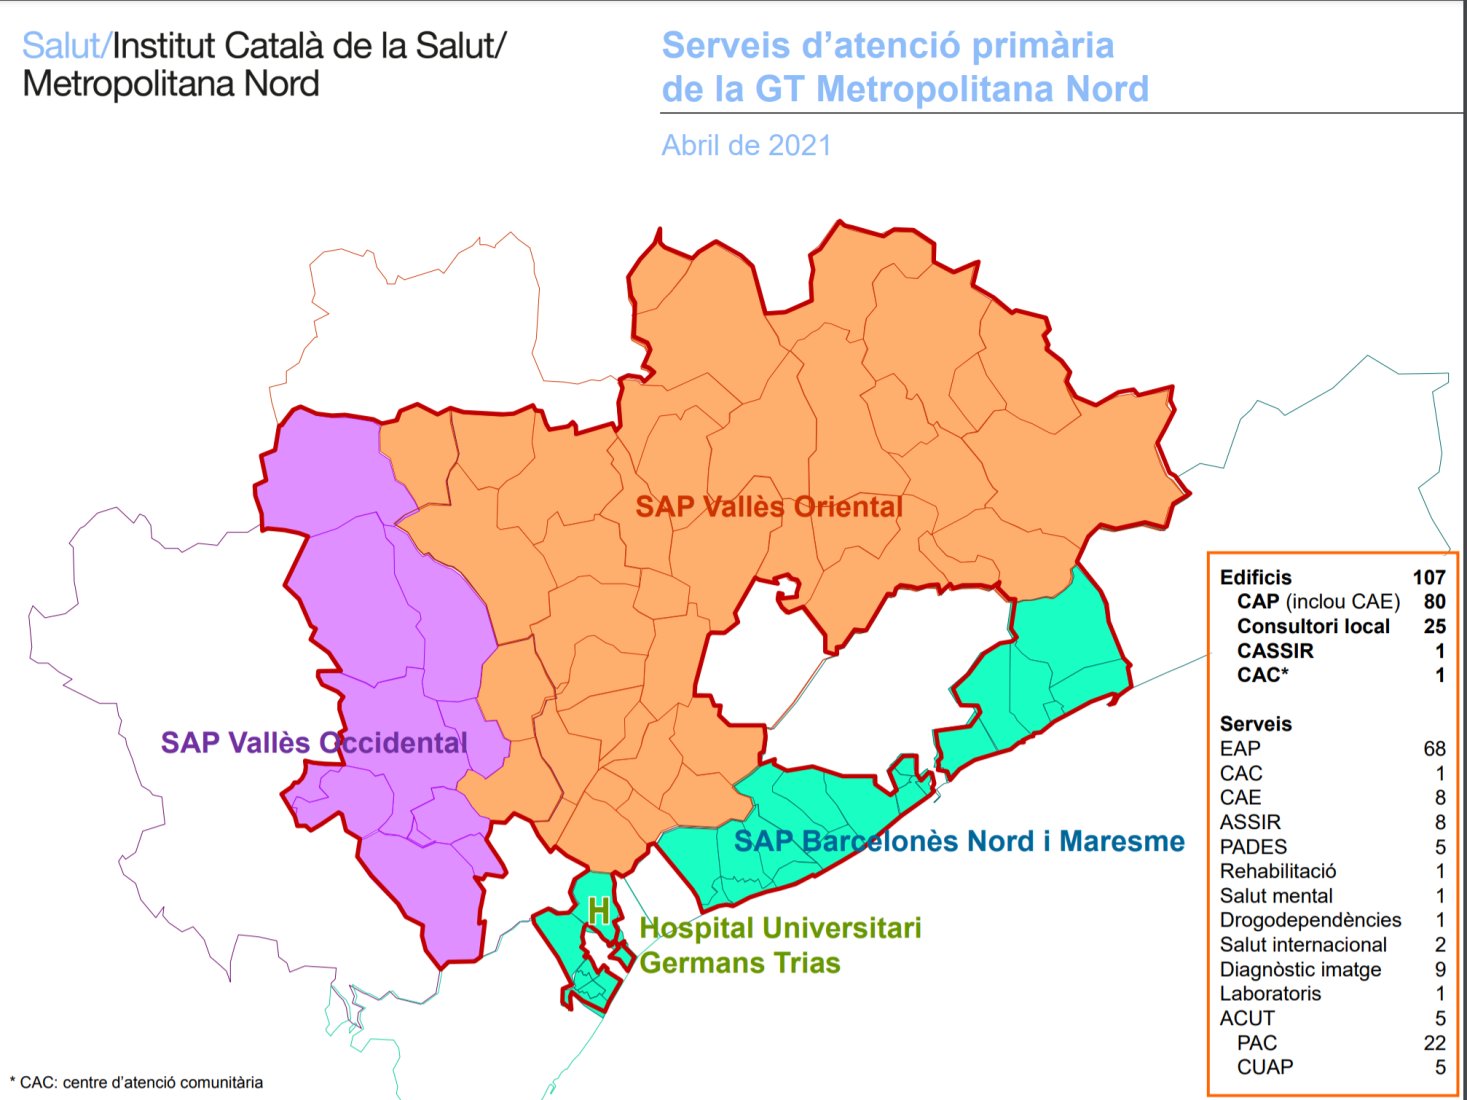 Salut/Institut Català de la Salut/
Metropolitana Nord
Serveis d'atenció primària
de la GT Metropolitana Nord
Abril de 2021
SAP Vallès Oriental
SAP Vallès Occidental
SAP Barcelonès Nord i Maresme
H
Hospital Universitari
Germans Trias
Edificis 107
CAP (inclou CAE) 80
Consultori local 25
CASSIR 1
CAC* 1
Serveis
EAP 68
CAC 1
CAE 8
ASSIR 8
PADES 5
Rehabilitació 1
Salut mental 1
Drogodependències 1
Salut internacional 2
Diagnòstic imatge 9
Laboratoris 1
ACUT 5
PAC 22
CUAP 5
* CAC: centre d'atenció comunitària